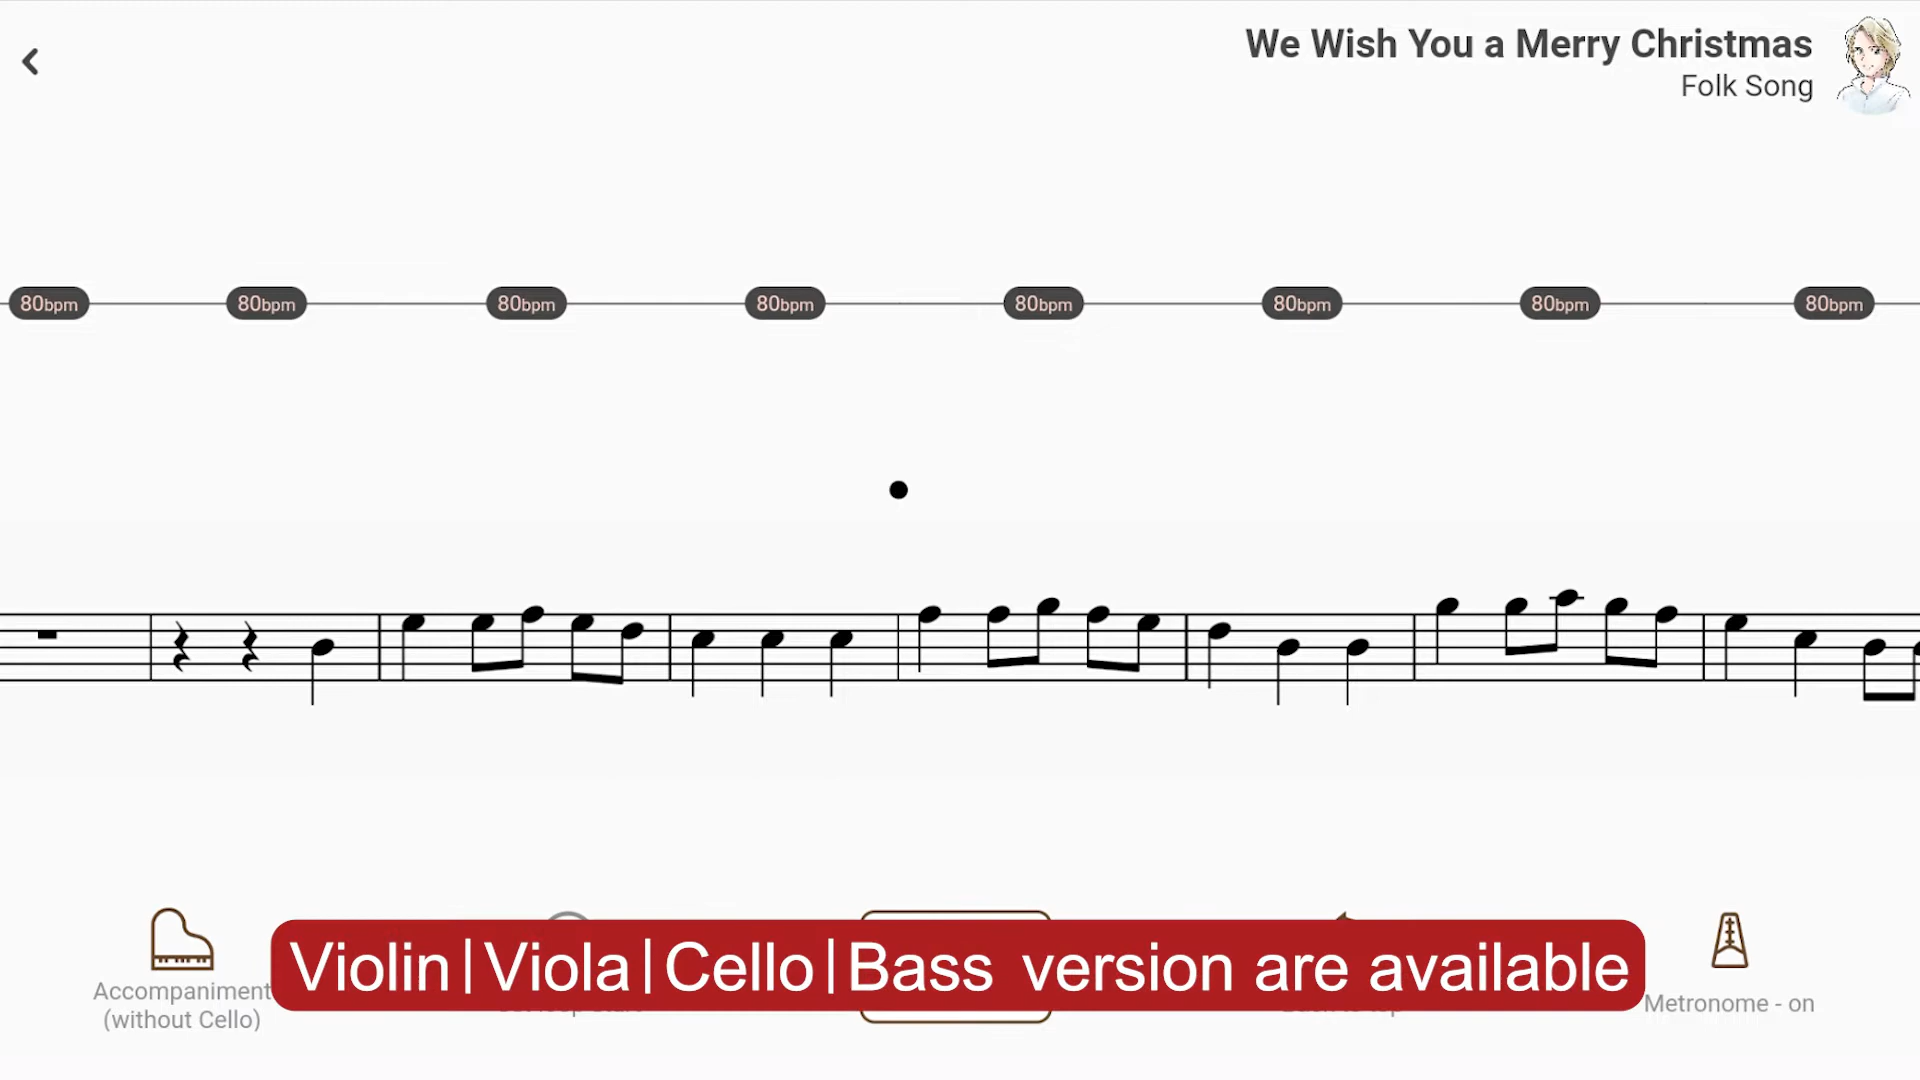 We Wish You a Merry Christmas
Folk Song
80bpm 80bpm 80bpm 80bpm 80bpm 80bpm 80bpm 80bpm
Violin|Viola|Cello|Bass version are available
Accompaniment
(without Cello)
Metronome - on